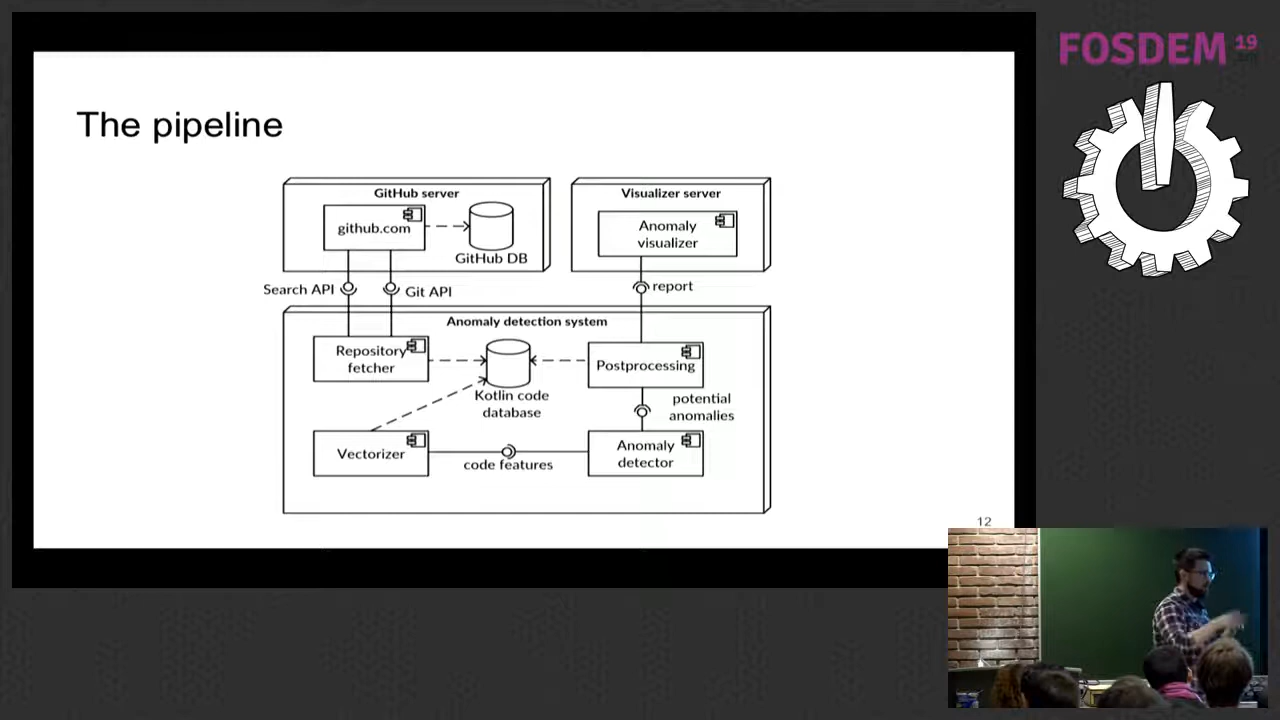 FOSDEM 19
The pipeline
GitHub server
github.com
GitHub DB
Visualizer server
Anomaly
visualizer
Search API
Git API
report
Anomaly detection system
Repository
fetcher
Kotlin code
database
Postprocessing
potential
anomalies
Vectorizer
code features
Anomaly
detector
12